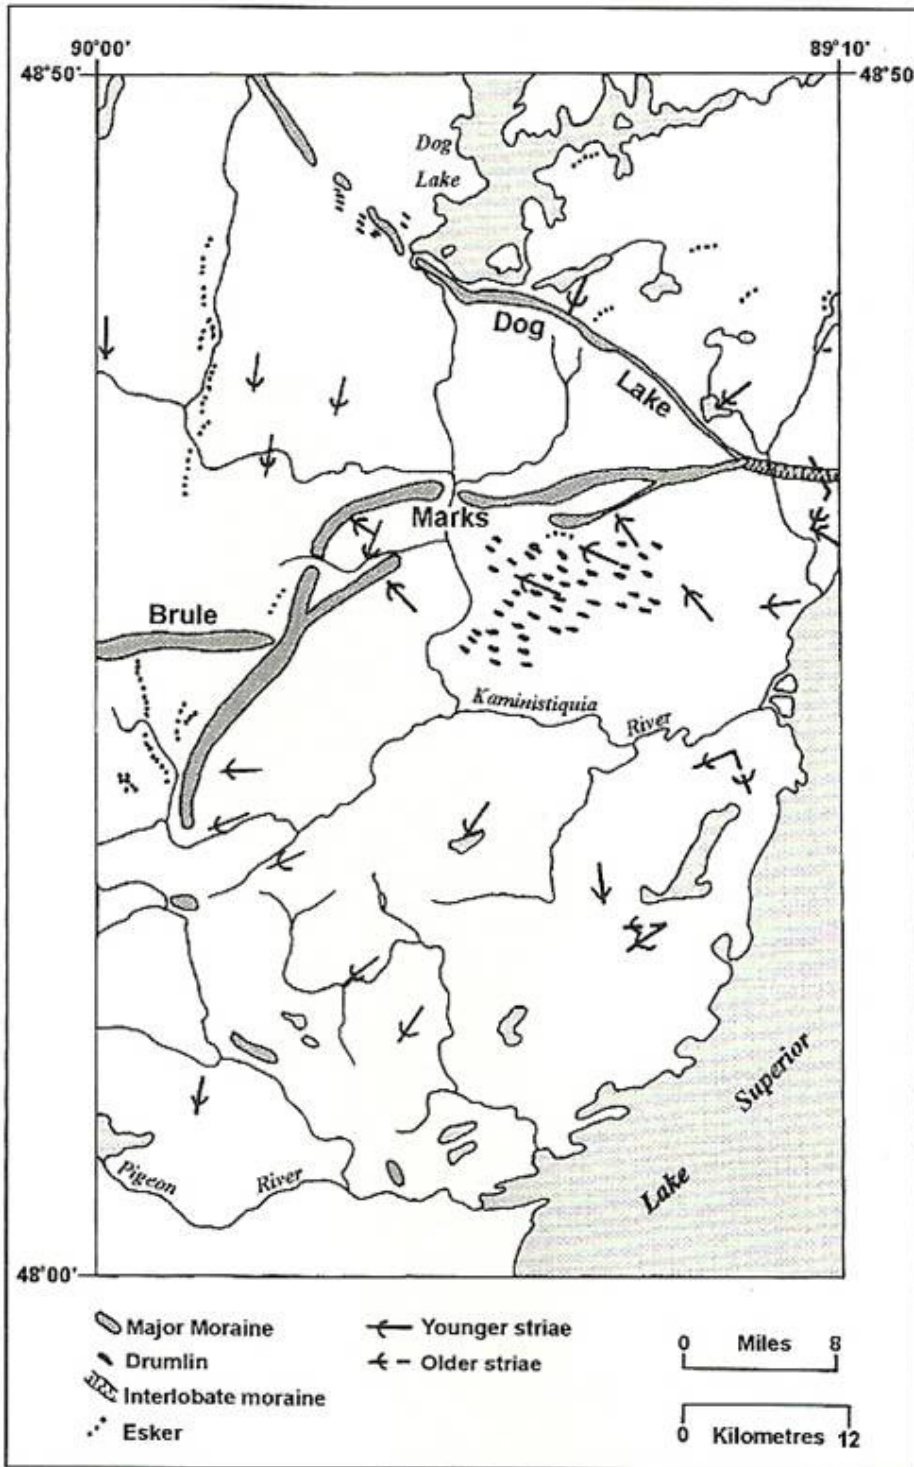 90°00'
89°10'
48°50'
48°50'
Dog
Lake
Dog
Lake
Marks
Brule
Kaministiquia
River
Superior
Lake
Pigeon
River
48°00'
Major Moraine
Younger striae
0 Miles 8
Drumlin
Older striae
Interlobate moraine
Esker
0 Kilometres 12